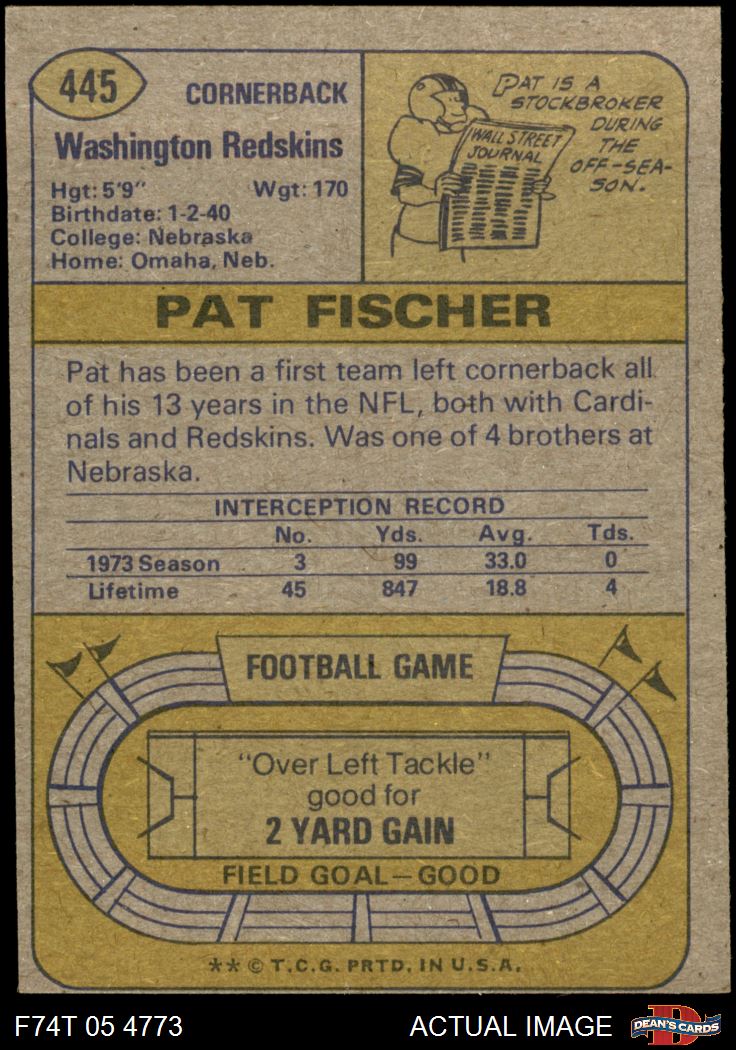 445
CORNERBACK
Washington Redskins
Hgt: 5'9" Wgt: 170
Birthdate: 1-2-40
College: Nebraska
Home: Omaha, Neb.
PAT IS A
STOCKBROKER
DURING
THE
OFF-SEA-
SON.
WALL STREET
JOURNAL
PAT FISCHER
Pat has been a first team left cornerback all
of his 13 years in the NFL, both with Cardi-
nals and Redskins. Was one of 4 brothers at
Nebraska.
INTERCEPTION RECORD
No. Yds. Avg. Tds.
1973 Season 3 99 33.0 0
Lifetime 45 847 18.8 4
FOOTBALL GAME
"Over Left Tackle"
good for
2 YARD GAIN
FIELD GOAL—GOOD
** © T.C.G. PRTD. IN U.S.A.
F74T 05 4773 ACTUAL IMAGE
D
DEAN'S CARDS